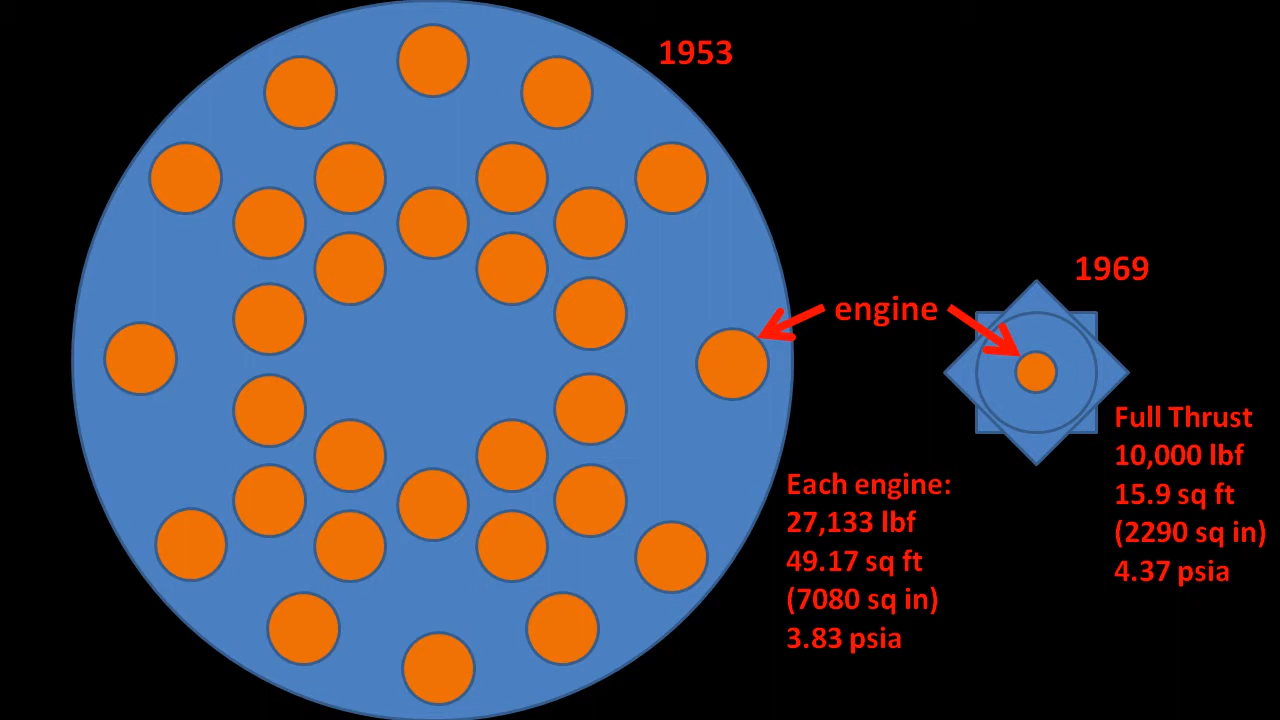 1953
1969
engine
Each engine:
27,133 lbf
49.17 sq ft
(7080 sq in)
3.83 psia
Full Thrust
10,000 lbf
15.9 sq ft
(2290 sq in)
4.37 psia